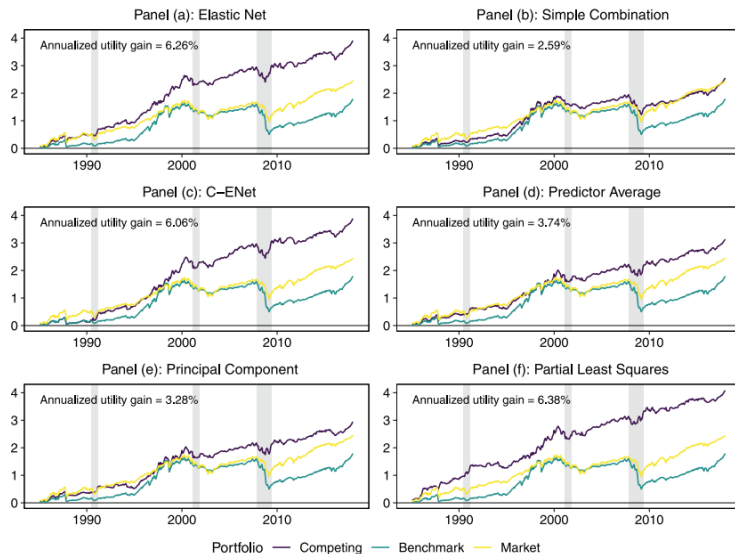 Panel (a): Elastic Net
Annualized utility gain = 6.26%
4
3
2
1
0
1990 2000 2010
Panel (b): Simple Combination
Annualized utility gain = 2.59%
4
3
2
1
0
1990 2000 2010
Panel (c): C−ENet
Annualized utility gain = 6.06%
4
3
2
1
0
1990 2000 2010
Panel (d): Predictor Average
Annualized utility gain = 3.74%
4
3
2
1
0
1990 2000 2010
Panel (e): Principal Component
Annualized utility gain = 3.28%
4
3
2
1
0
1990 2000 2010
Panel (f): Partial Least Squares
Annualized utility gain = 6.38%
4
3
2
1
0
1990 2000 2010
Portfolio Competing Benchmark Market